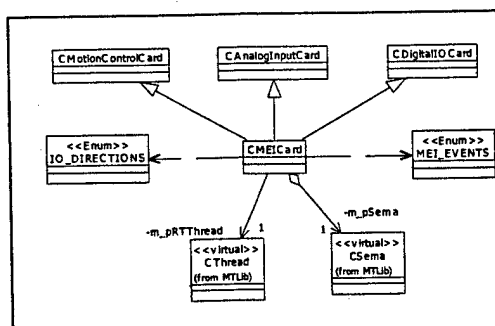 CMotionControlCard
CAnalogInputCard
CDigitalIOCard
<<Enum>>
IO_DIRECTIONS
CMEICard
<<Enum>>
MEI_EVENTS
-m_pRTThread
1
1
-m_pSema
<<virtual>>
CThread
(from MTLib)
<<virtual>>
CSema
(from MTLib)